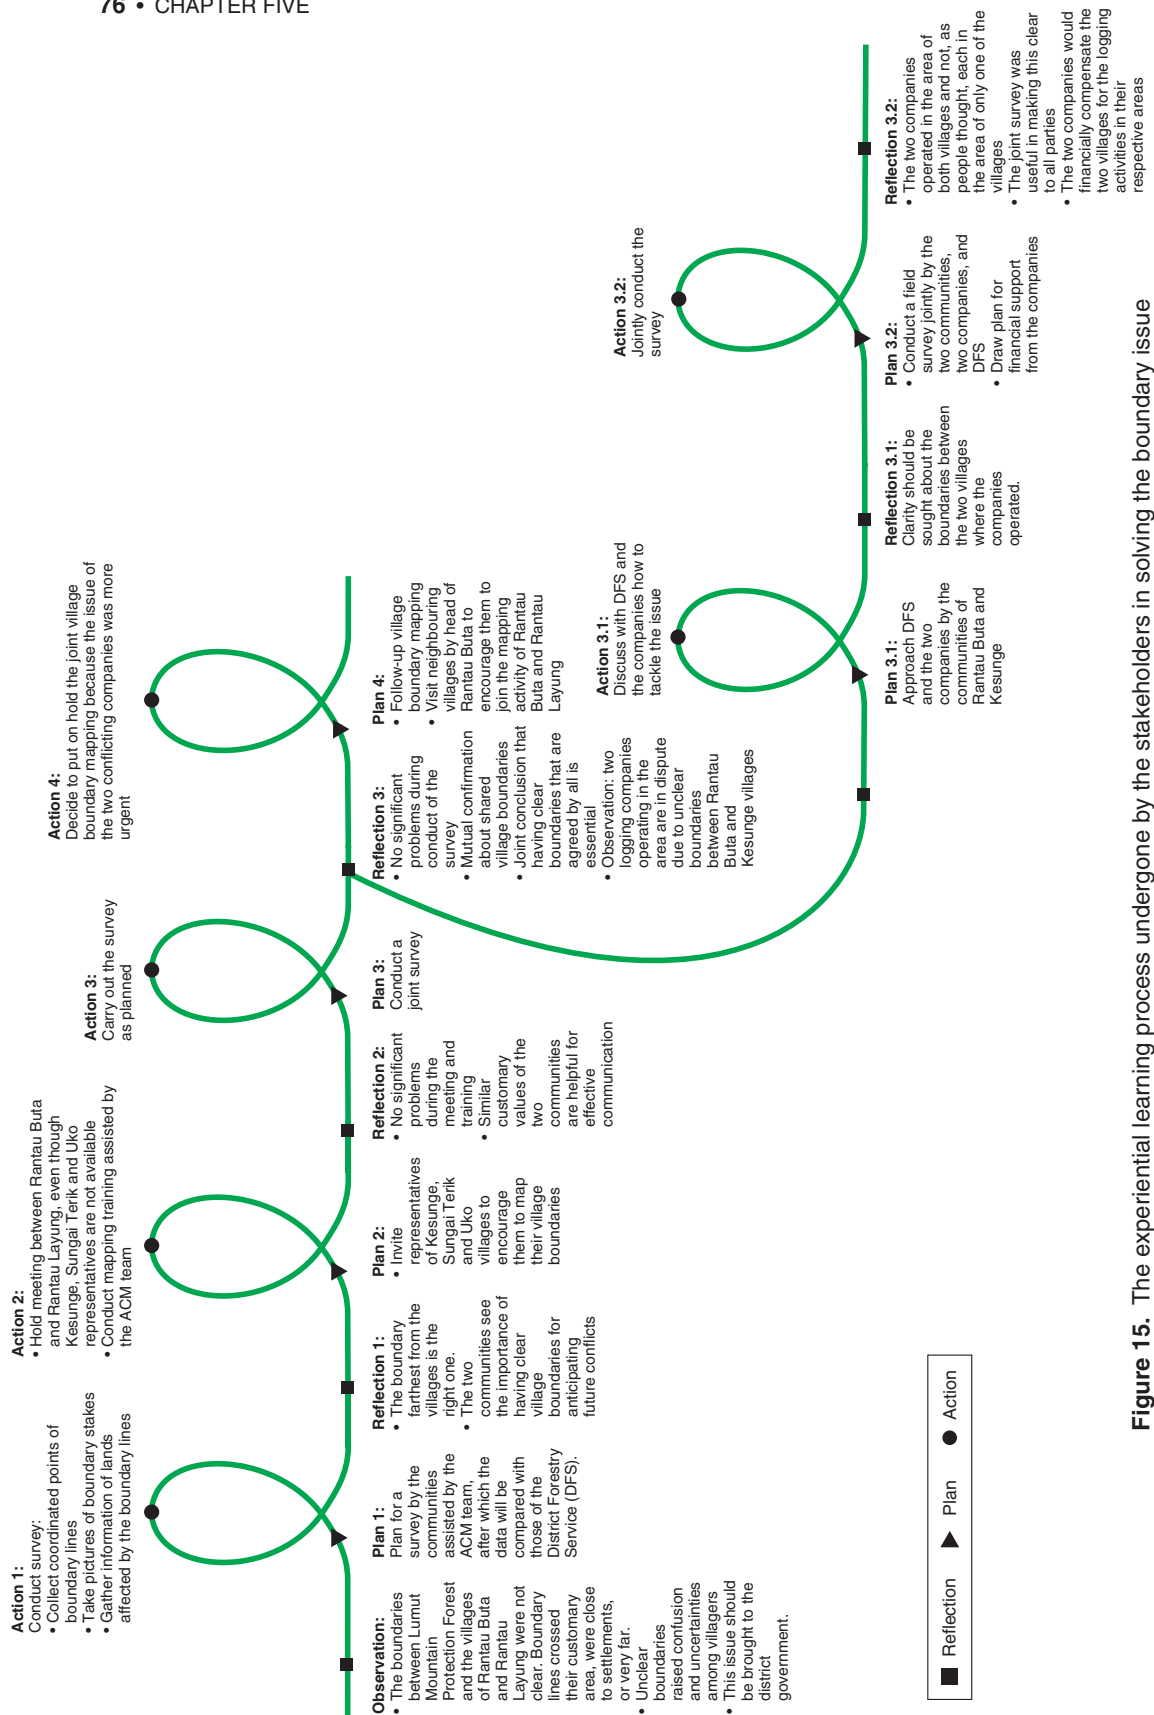 76 • CHAPTER FIVE
Action 1:
Conduct survey:
• Collect coordinated points of
boundary lines
• Take pictures of boundary stakes
• Gather information of lands
affected by the boundary lines
Action 2:
• Hold meeting between Rantau Buta
and Rantau Layung, even though
Kesunge, Sungai Terik and Uko
representatives are not available
• Conduct mapping training assisted by
the ACM team
Action 3:
Carry out the survey
as planned
Action 4:
Decide to put on hold the joint village
boundary mapping because the issue of
the two conflicting companies was more
urgent
Observation:
• The boundaries
between Lumut
Mountain
Protection Forest
and the villages
of Rantau Buta
and Rantau
Layung were not
clear. Boundary
lines crossed
their customary
area, were close
to settlements,
or very far.
• Unclear
boundaries
raised confusion
and uncertainties
among villagers
• This issue should
be brought to the
district
government.
Plan 1:
Plan for a
survey by the
communities
assisted by the
ACM team,
after which the
data will be
compared with
those of the
District Forestry
Service (DFS).
Reflection 1:
• The boundary
farthest from the
villages is the
right one.
• The two
communities see
the importance of
having clear
village
boundaries for
anticipating
future conflicts
Plan 2:
• Invite
representatives
of Kesunge,
Sungai Terik
and Uko
villages to
encourage
them to map
their village
boundaries
Reflection 2:
• No significant
problems
during the
meeting and
training
• Similar
customary
values of the
two
communities
are helpful for
effective
communication
Plan 3:
Conduct a
joint survey
Reflection 3:
• No significant
problems during
conduct of the
survey
• Mutual confirmation
about shared
village boundaries
• Joint conclusion that
having clear
boundaries that are
agreed by all is
essential
• Observation: two
logging companies
operating in the
area are in dispute
due to unclear
boundaries
between Rantau
Buta and
Kesunge villages
Plan 4:
• Follow-up village
boundary mapping
• Visit neighbouring
villages by head of
Rantau Buta to
encourage them to
join the mapping
activity of Rantau
Buta and Rantau
Layung
Action 3.1:
Discuss with DFS and
the companies how to
tackle the issue
Action 3.2:
Jointly conduct the
survey
Plan 3.1:
Approach DFS
and the two
companies by the
communities of
Rantau Buta and
Kesunge
Reflection 3.1:
Clarity should be
sought about the
boundaries between
the two villages
where the
companies
operated.
Plan 3.2:
• Conduct a field
survey jointly by the
two communities,
two companies, and
DFS
• Draw plan for
financial support
from the companies
Reflection 3.2:
• The two companies
operated in the area of
both villages and not, as
people thought, each in
the area of only one of the
villages
• The joint survey was
useful in making this clear
to all parties
• The two companies would
financially compensate the
two villages for the logging
activities in their
respective areas
Reflection Plan Action
Figure 15. The experiential learning process undergone by the stakeholders in solving the boundary issue